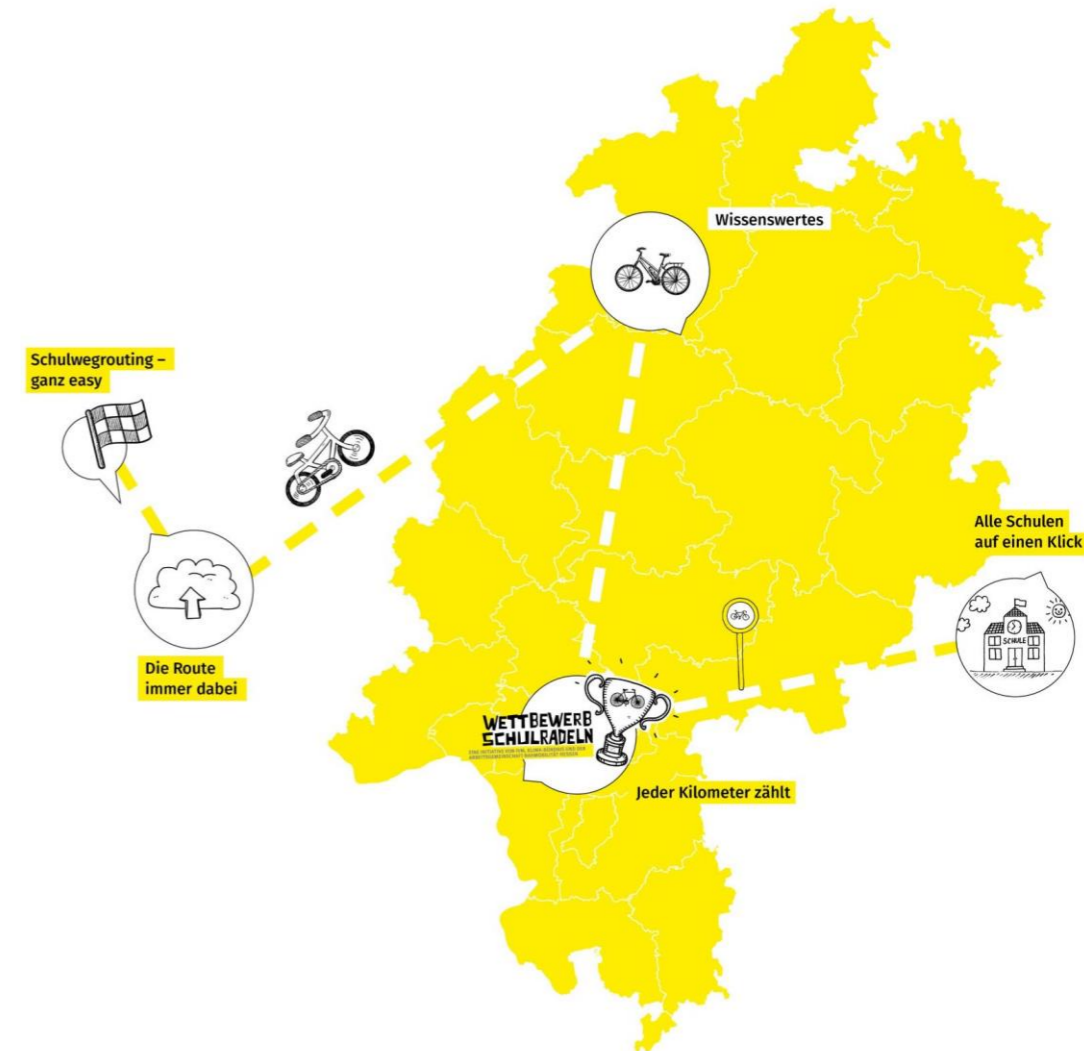 Wissenswertes
Schulwegrouting –
ganz easy
Alle Schulen
auf einen Klick
SCHULE
Die Route
immer dabei
WETTBEWERB
SCHULRADELN
Jeder Kilometer zählt